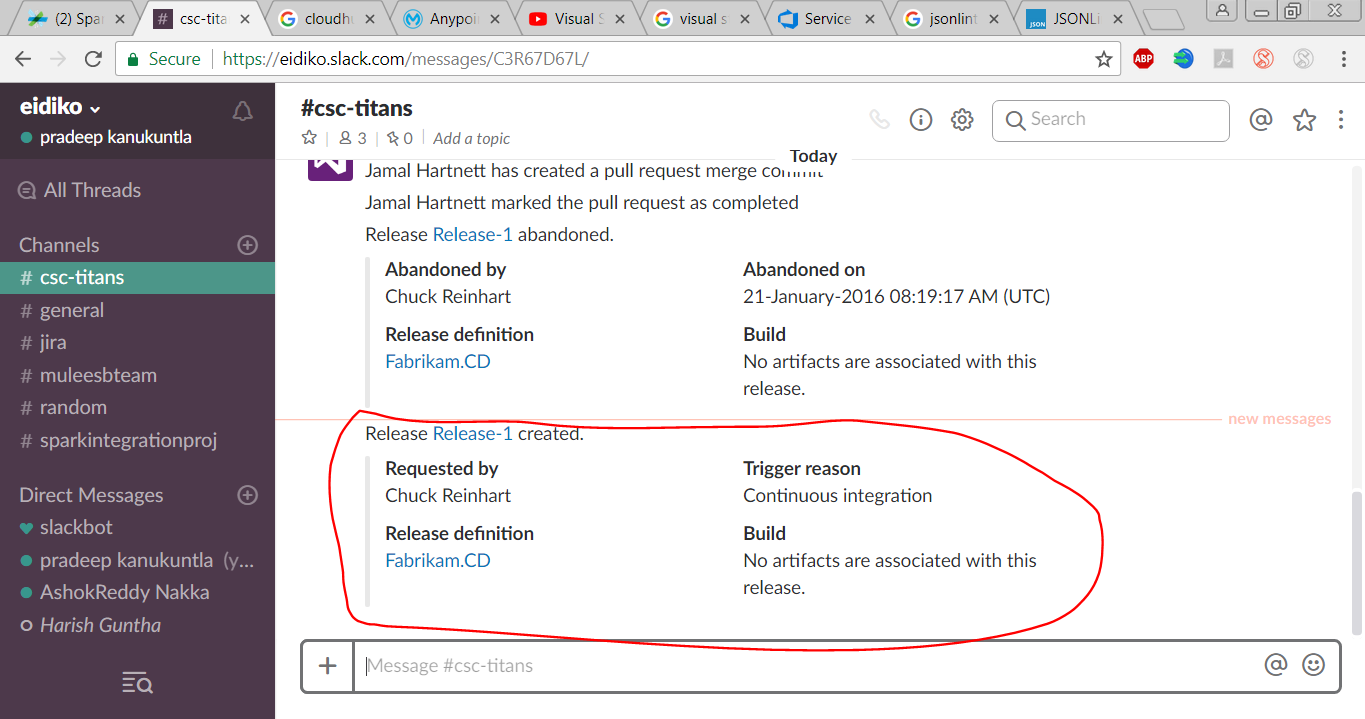 (2) Spar
csc-tita
cloudhu
Anypoin
Visual S
visual s
Service
jsonlint
JSONLi
Secure
https://eidiko.slack.com/messages/C3R67D67L/
ABP
eidiko
pradeep kanukuntla
All Threads
Channels
# csc-titans
# general
# jira
# muleesbteam
# random
# sparkintegrationproj
Direct Messages
slackbot
pradeep kanukuntla (y...
AshokReddy Nakka
Harish Guntha
#csc-titans
3
0
Add a topic
Search
Today
Jamal Hartnett has created a pull request merge commit
Jamal Hartnett marked the pull request as completed
Release Release-1 abandoned.
Abandoned by
Chuck Reinhart
Abandoned on
21-January-2016 08:19:17 AM (UTC)
Release definition
Fabrikam.CD
Build
No artifacts are associated with this
release.
new messages
Release Release-1 created.
Requested by
Chuck Reinhart
Trigger reason
Continuous integration
Release definition
Fabrikam.CD
Build
No artifacts are associated with this
release.
Message #csc-titans